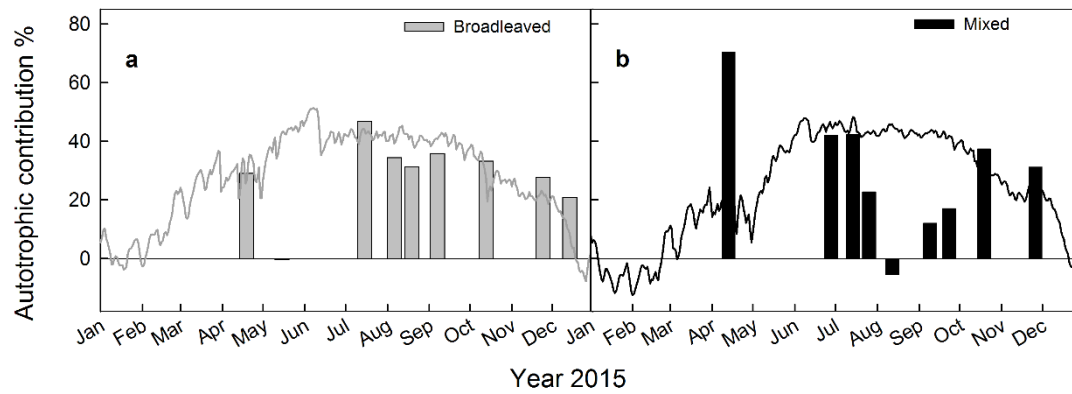 Autotrophic contribution %
80
60
40
20
0
a
Broadleaved
b
Mixed
Jan Feb Mar Apr May Jun Jul Aug Sep Oct Nov Dec Jan Feb Mar Apr May Jun Jul Aug Sep Oct Nov Dec
Year 2015